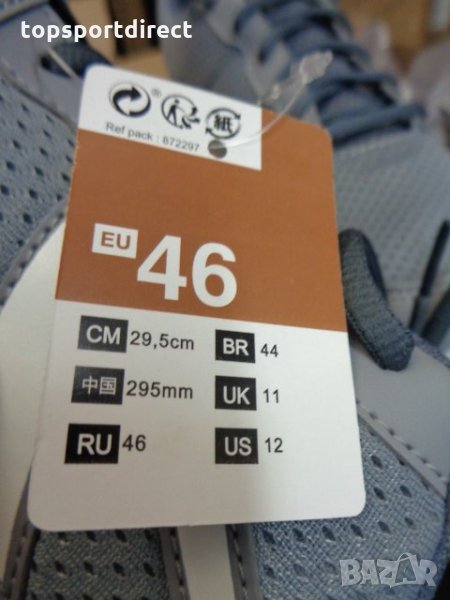 topsportdirect
紙
Ref pack : 872297
EU 46
CM 29,5cm
BR 44
中国 295mm
UK 11
RU 46
US 12
BAZAR